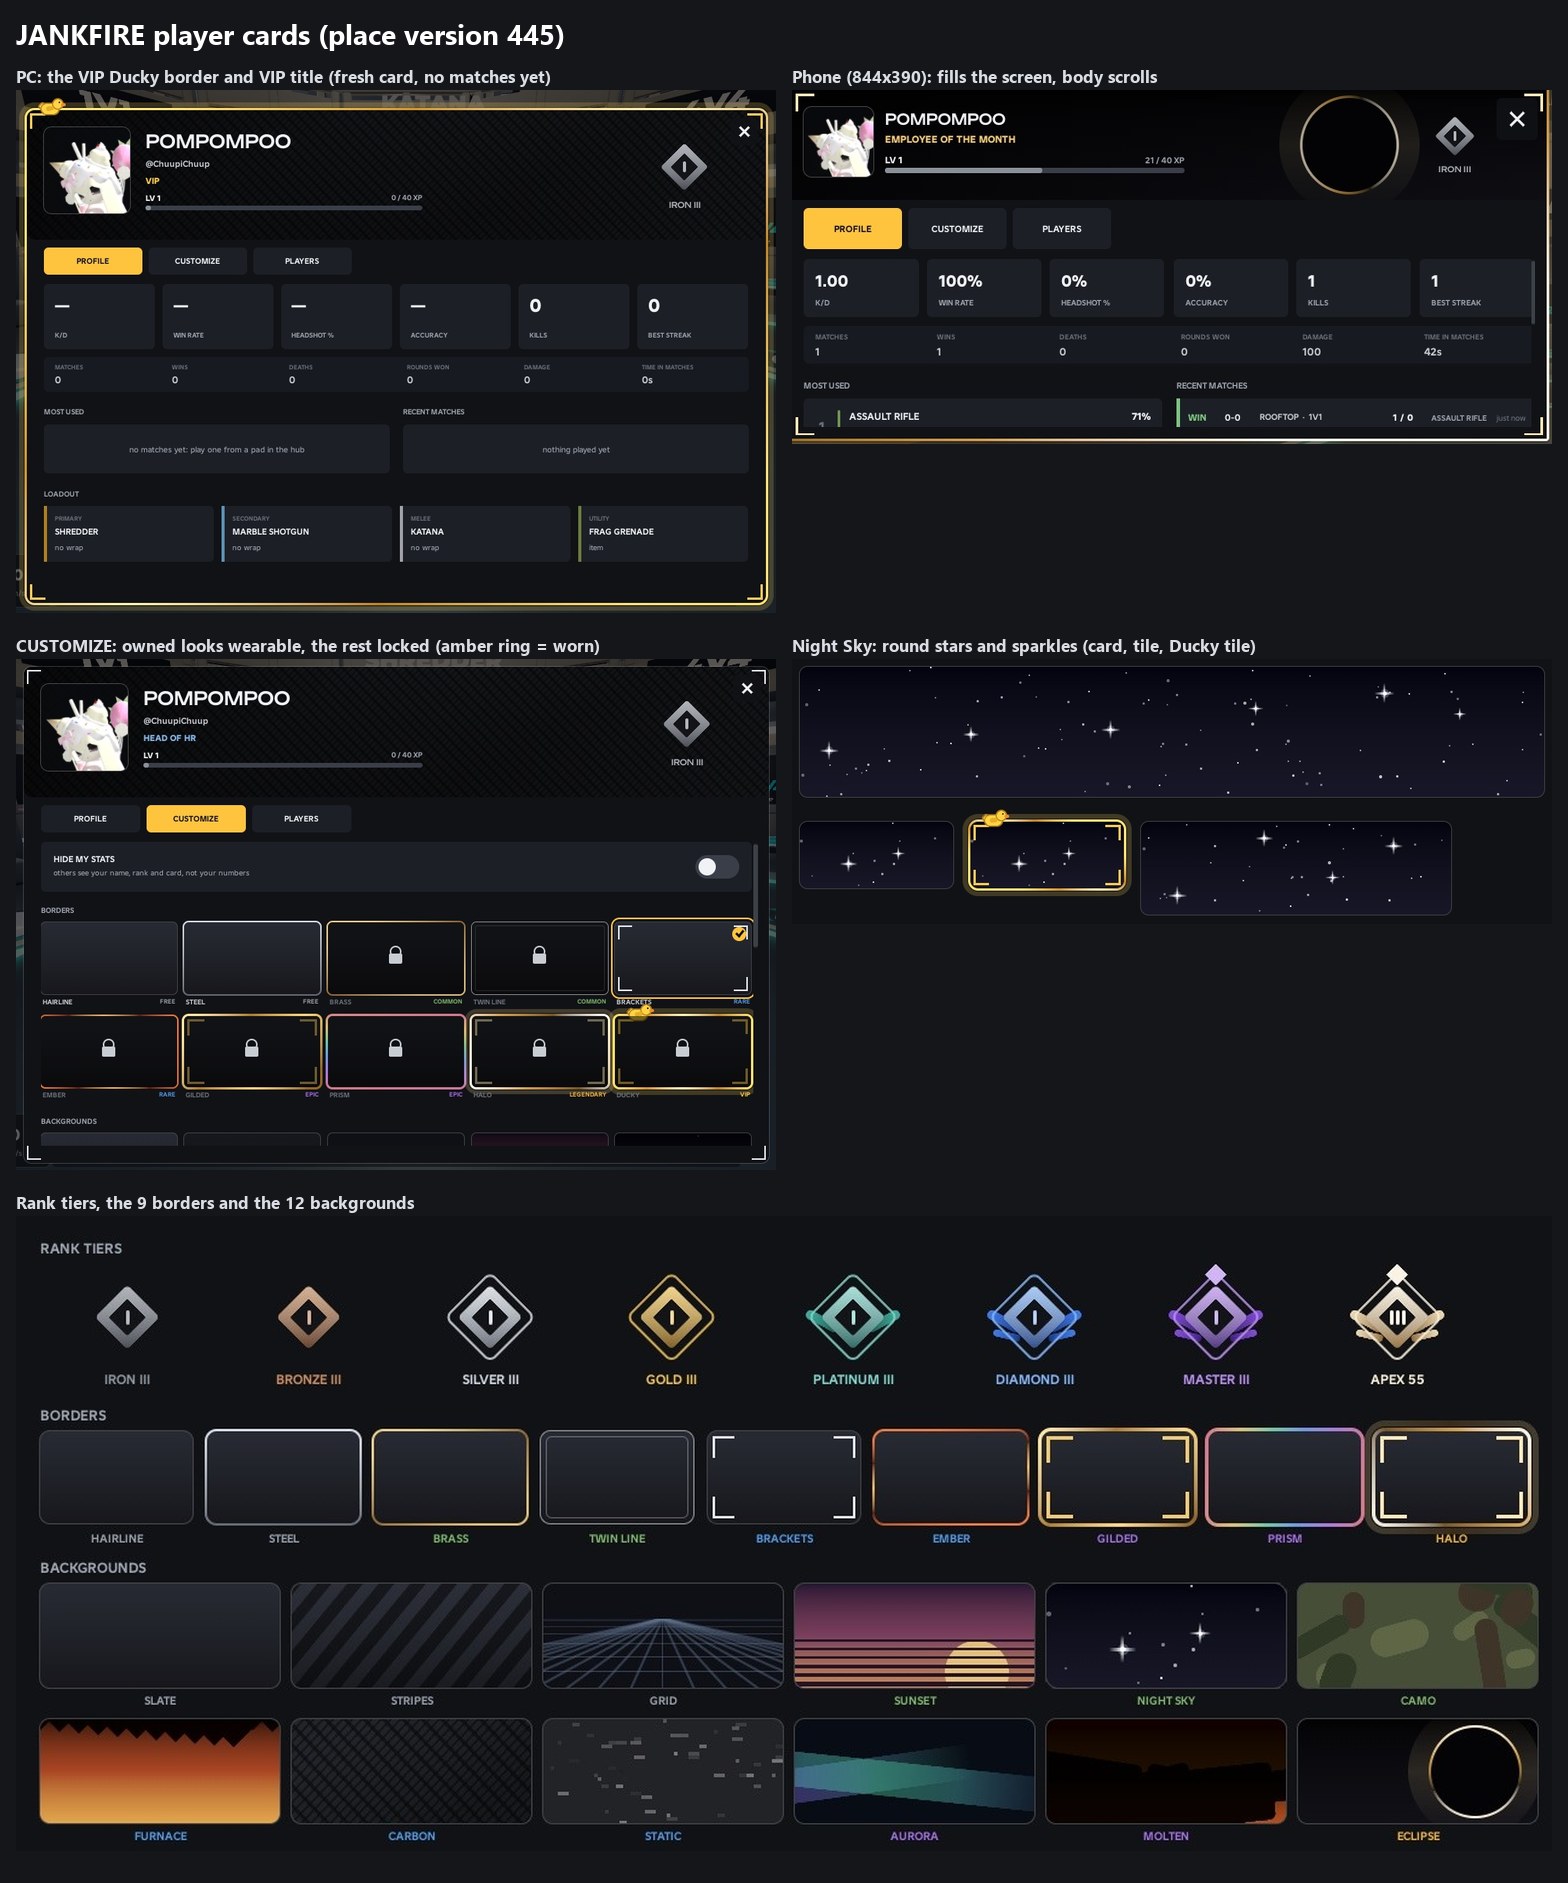 JANKFIRE player cards (place version 445)
PC: the VIP Ducky border and VIP title (fresh card, no matches yet)
KATANA
POMPOMPOO
@ChuupiChuup
VIP
LV 1 0 / 40 XP
IRON III
PROFILE CUSTOMIZE PLAYERS
— — — — 0 0
K/D WIN RATE HEADSHOT % ACCURACY KILLS BEST STREAK
MATCHES WINS DEATHS ROUNDS WON DAMAGE TIME IN MATCHES
0 0 0 0 0 0s
MOST USED RECENT MATCHES
no matches yet: play one from a pad in the hub nothing played yet
LOADOUT
PRIMARY SECONDARY MELEE UTILITY
SHREDDER MARBLE SHOTGUN KATANA FRAG GRENADE
no wrap no wrap no wrap item
Phone (844x390): fills the screen, body scrolls
POMPOMPOO
EMPLOYEE OF THE MONTH
LV 1 21 / 40 XP
IRON III
PROFILE CUSTOMIZE PLAYERS
1.00 100% 0% 0% 1 1
K/D WIN RATE HEADSHOT % ACCURACY KILLS BEST STREAK
MATCHES WINS DEATHS ROUNDS WON DAMAGE TIME IN MATCHES
1 1 0 0 100 42s
MOST USED RECENT MATCHES
ASSAULT RIFLE 71% WIN 0-0 ROOFTOP · 1V1 1 / 0 ASSAULT RIFLE just now
CUSTOMIZE: owned looks wearable, the rest locked (amber ring = worn)
SHREDDER
POMPOMPOO
@ChuupiChuup
HEAD OF HR
LV 1 0 / 40 XP
IRON III
PROFILE CUSTOMIZE PLAYERS
HIDE MY STATS
others see your name, rank and card, not your numbers
BORDERS
HAIRLINE FREE STEEL FREE BRASS COMMON TWIN LINE COMMON BRACKETS RARE
EMBER RARE GILDED EPIC PRISM EPIC HALO LEGENDARY DUCKY VIP
BACKGROUNDS
Night Sky: round stars and sparkles (card, tile, Ducky tile)
Rank tiers, the 9 borders and the 12 backgrounds
RANK TIERS
IRON III BRONZE III SILVER III GOLD III PLATINUM III DIAMOND III MASTER III APEX 55
BORDERS
HAIRLINE STEEL BRASS TWIN LINE BRACKETS EMBER GILDED PRISM HALO
BACKGROUNDS
SLATE STRIPES GRID SUNSET NIGHT SKY CAMO
FURNACE CARBON STATIC AURORA MOLTEN ECLIPSE